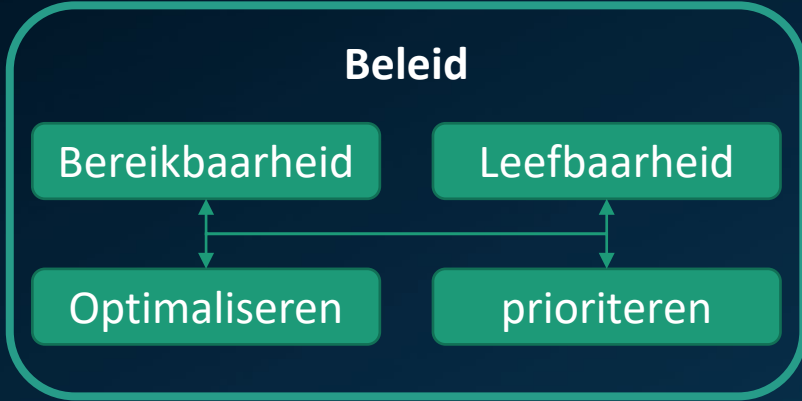 Beleid
Bereikbaarheid
Leefbaarheid
Optimaliseren
prioriteren